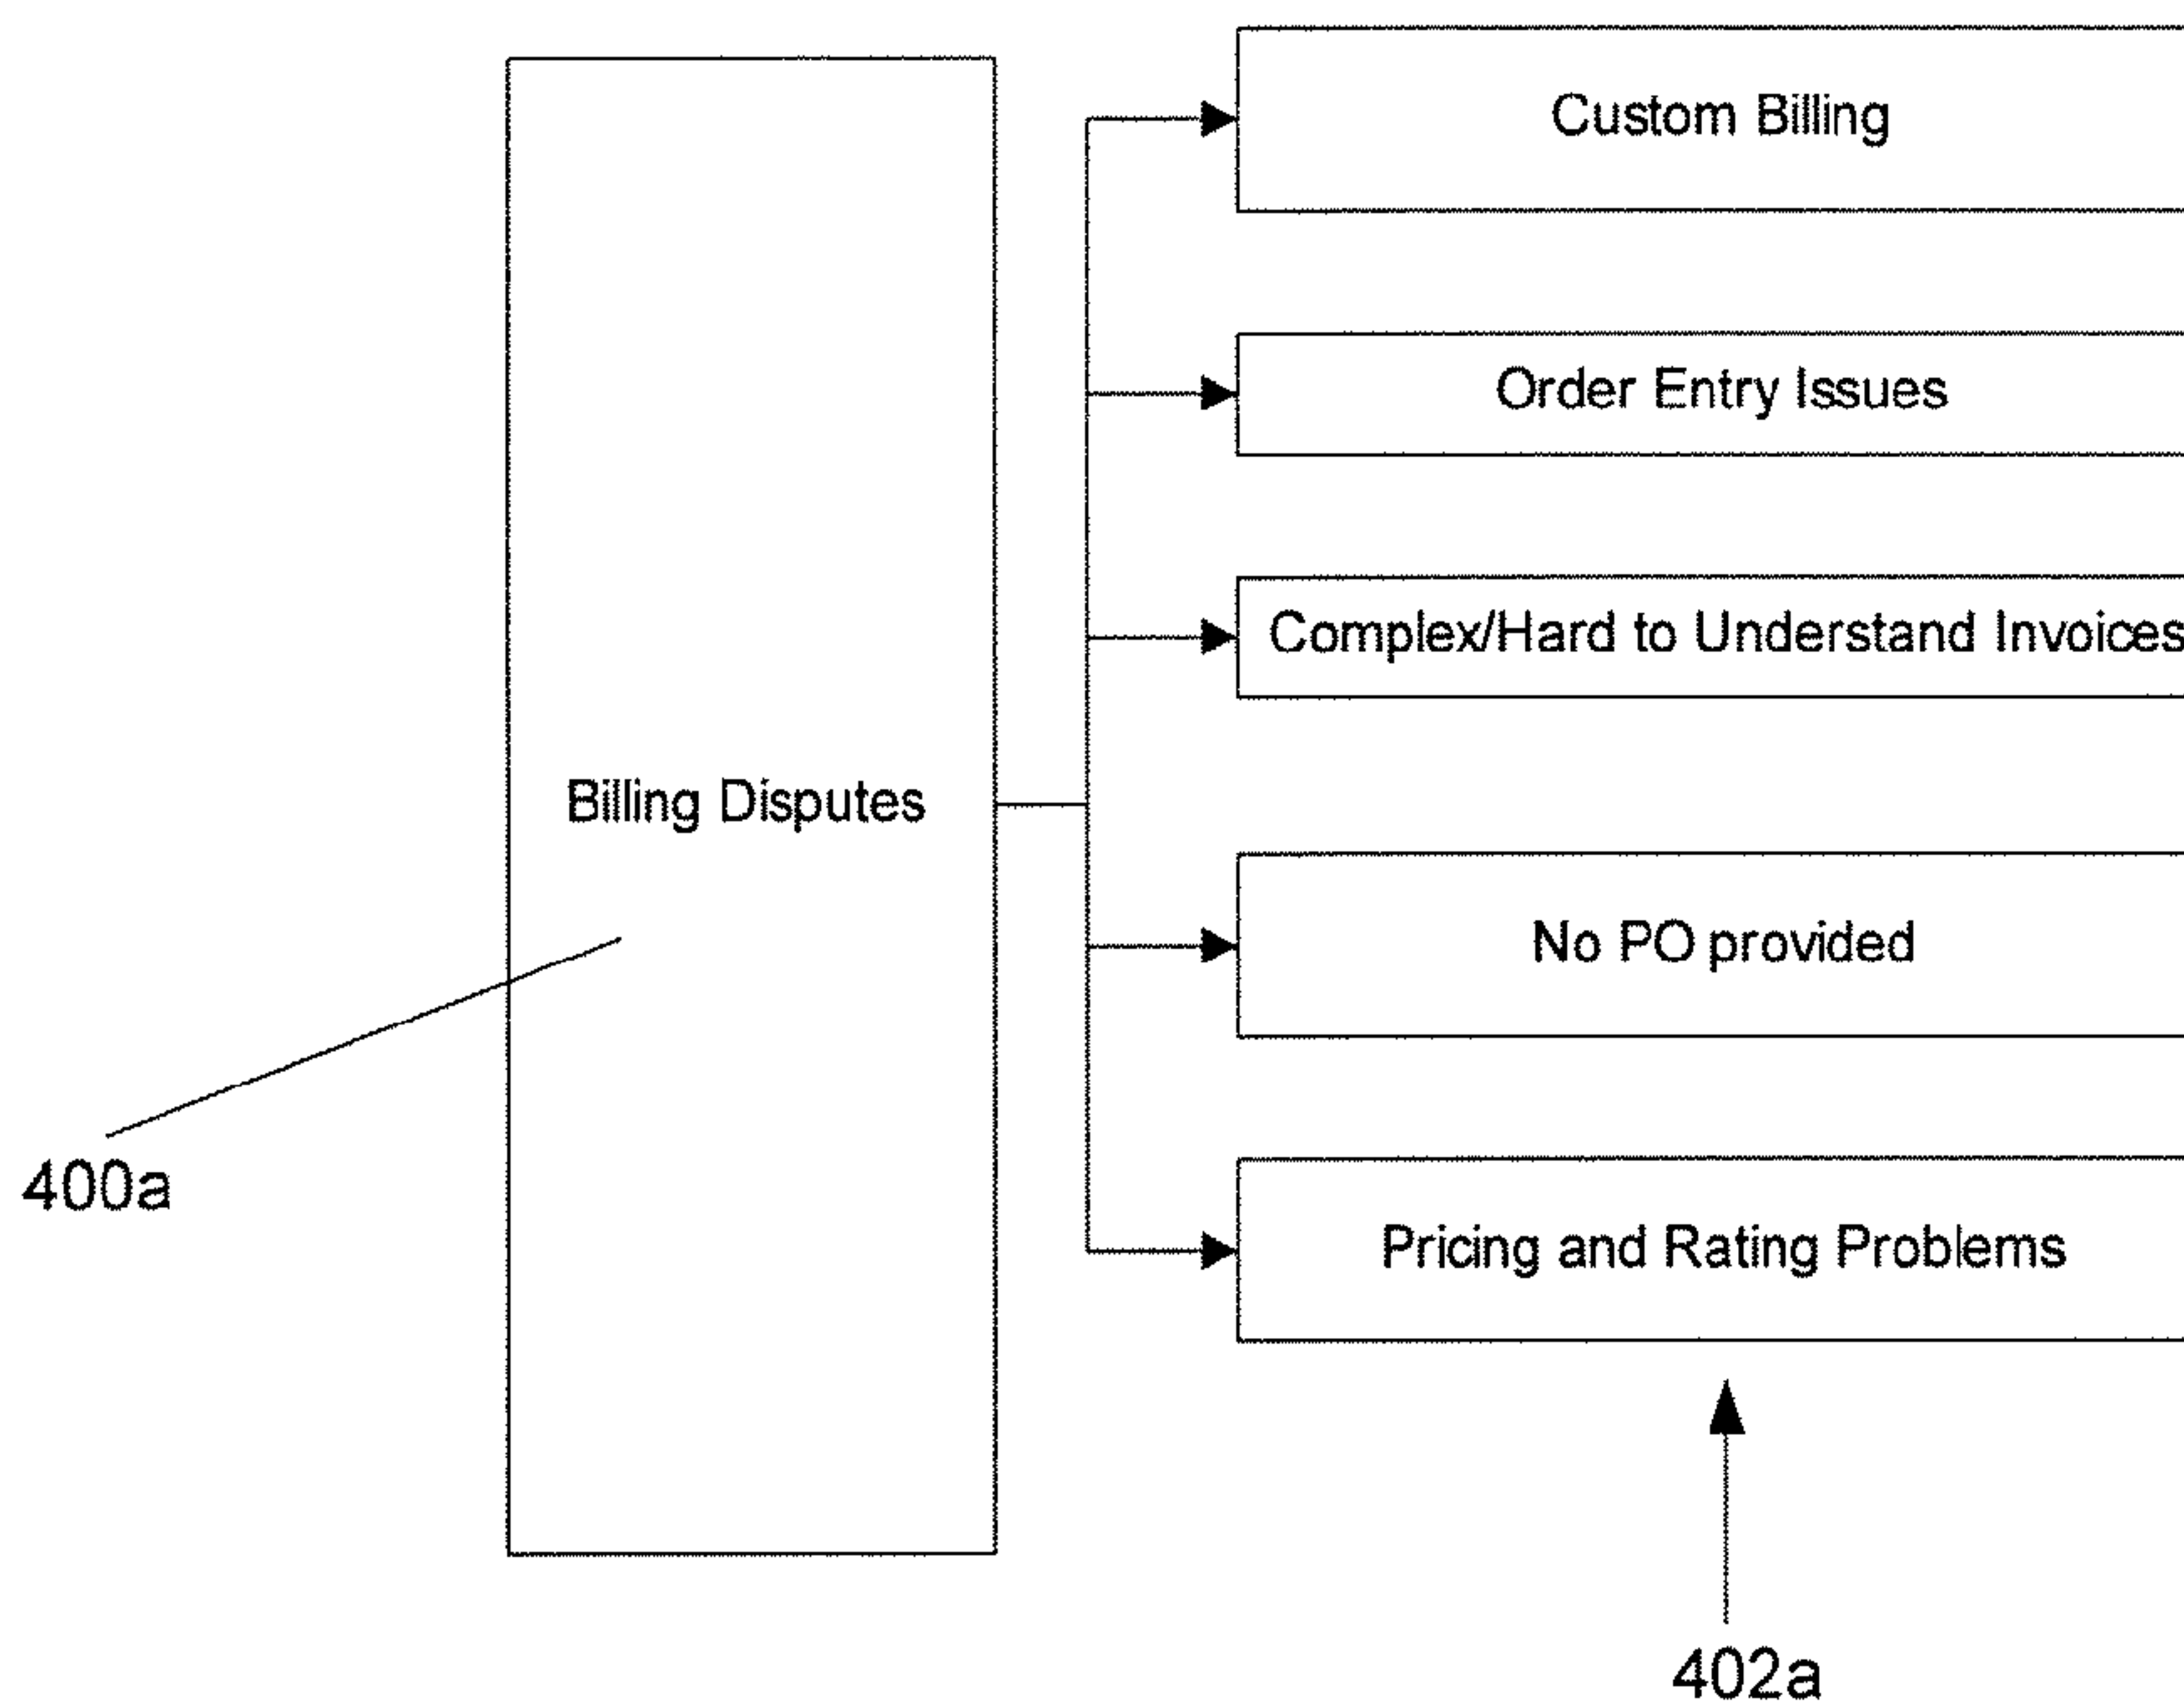 Custom Billing
Order Entry Issues
Complex/Hard to Understand Invoices
Billing Disputes
No PO provided
400a
Pricing and Rating Problems
402a